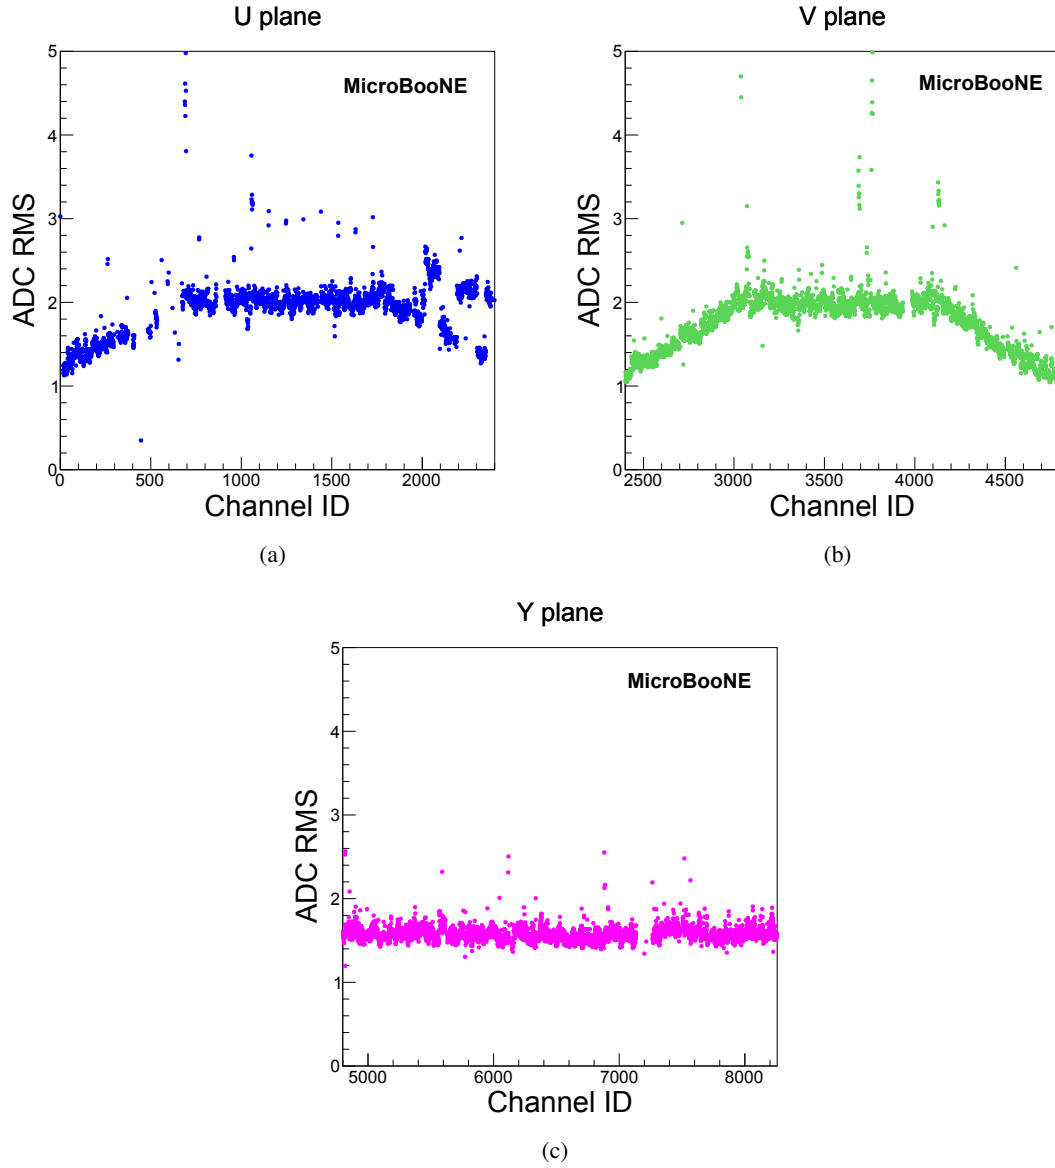 U plane
5
4
3
2
1
0
MicroBooNE
ADC RMS
0 500 1000 1500 2000
Channel ID
(a)
V plane
5
4
3
2
1
0
MicroBooNE
ADC RMS
2500 3000 3500 4000 4500
Channel ID
(b)
Y plane
5
4
3
2
1
0
MicroBooNE
ADC RMS
5000 6000 7000 8000
Channel ID
(c)